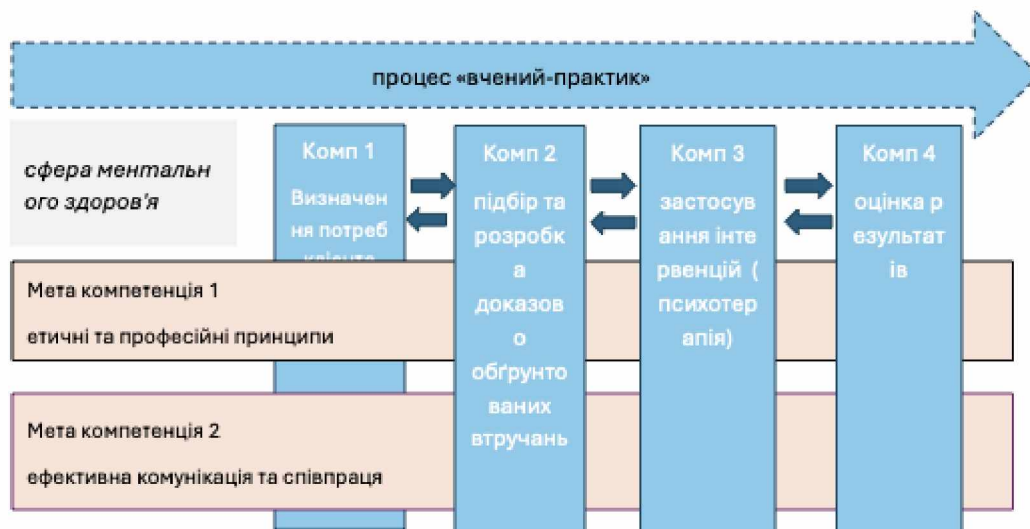 процес «вчений-практик»
сфера ментальн
ого здоров'я
Комп 1
Визначен
ня потреб
клієнта
Комп 2
підбір та
розробк
а
доказов
о
обґрунто
ваних
втручань
Комп 3
застосув
ання інте
рвенцій (
психотер
апія)
Комп 4
оцінка р
езультат
ів
Мета компетенція 1
етичні та професійні принципи
Мета компетенція 2
ефективна комунікація та співпраця